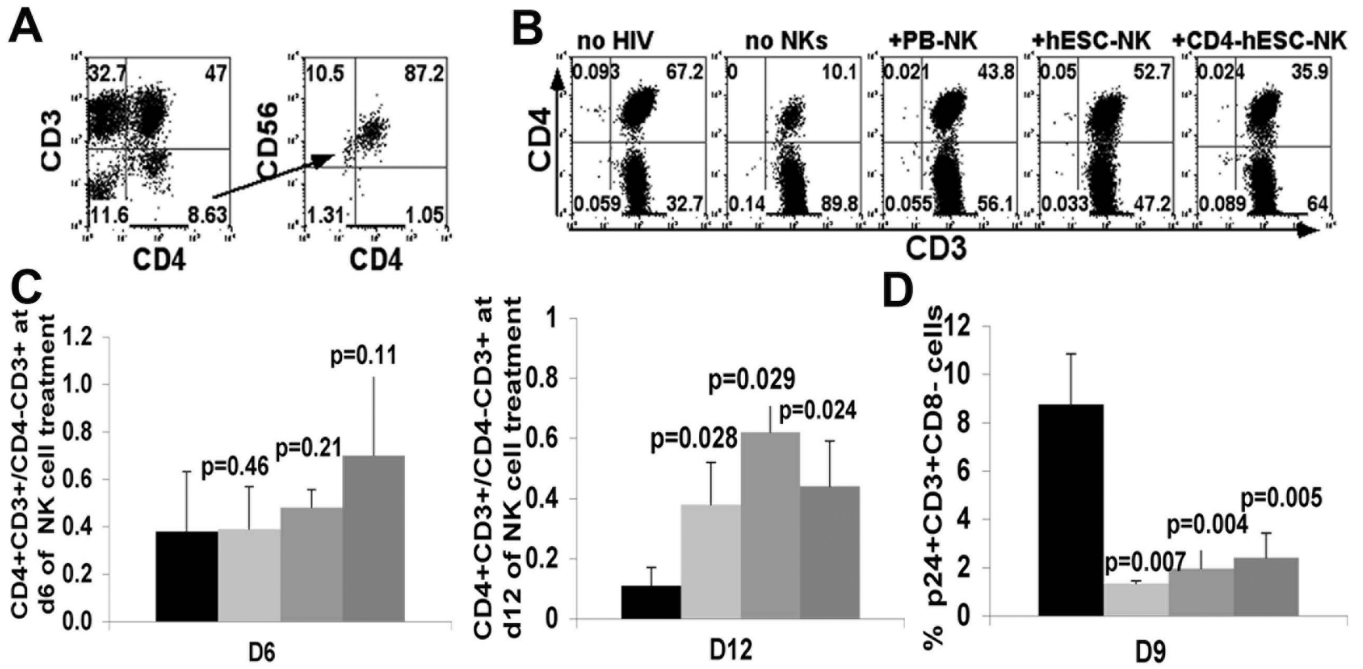 A
32.7 47
11.6 8.63
CD3
CD4
10.5 87.2
1.31 1.05
CD56
CD4
B
no HIV no NKs +PB-NK +hESC-NK +CD4-hESC-NK
0.093 67.2 0 10.1 0.021 43.8 0.05 52.7 0.024 35.9
0.059 32.7 0.14 89.8 0.055 56.1 0.033 47.2 0.089 64
CD4
CD3
C
CD4+CD3+/CD4-CD3+ at
d6 of NK cell treatment
1.2
1.0
0.8
0.6
0.4
0.2
0.0
p=0.46
p=0.21
p=0.11
D6
CD4+CD3+/CD4-CD3+ at
d12 of NK cell treatment
1
0.8
0.6
0.4
0.2
0
p=0.028
p=0.029
p=0.024
D12
D
% p24+CD3+CD8- cells
12
10
8
6
4
2
0
p=0.007
p=0.004
p=0.005
D9